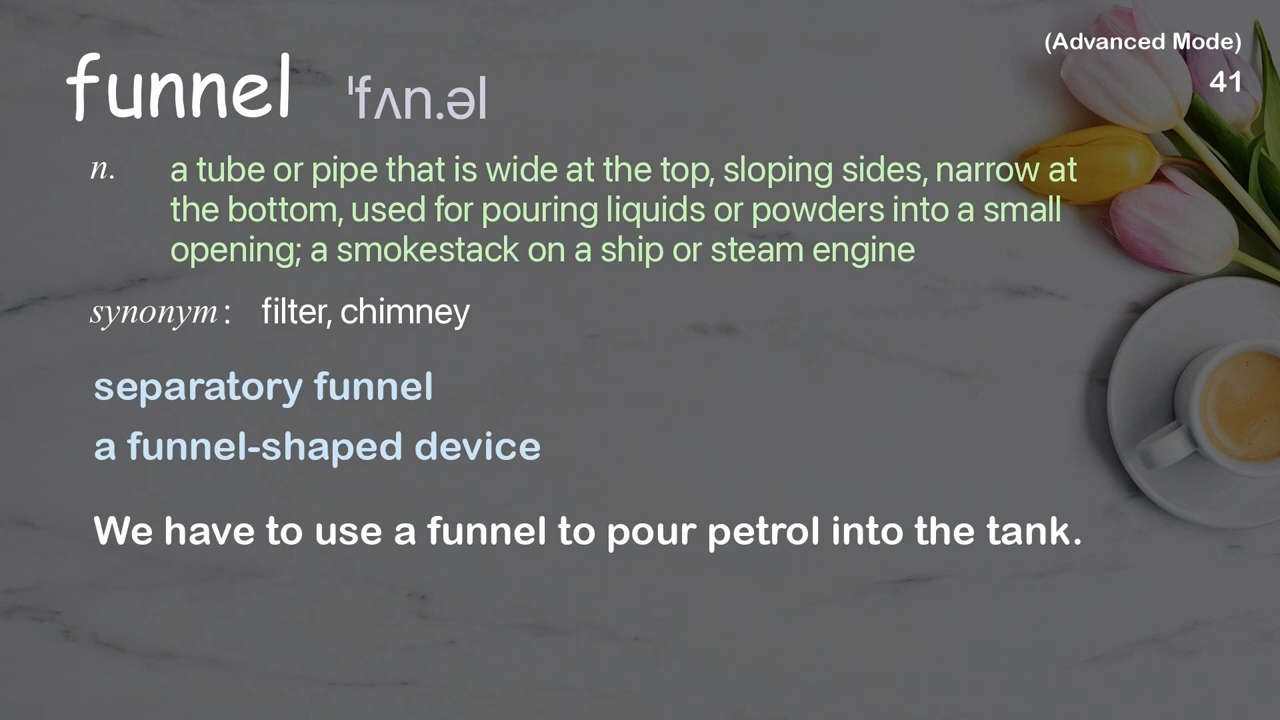 (Advanced Mode)
41
funnel ˈfʌn.əl
n. a tube or pipe that is wide at the top, sloping sides, narrow at
the bottom, used for pouring liquids or powders into a small
opening; a smokestack on a ship or steam engine
synonym: filter, chimney
separatory funnel
a funnel-shaped device
We have to use a funnel to pour petrol into the tank.